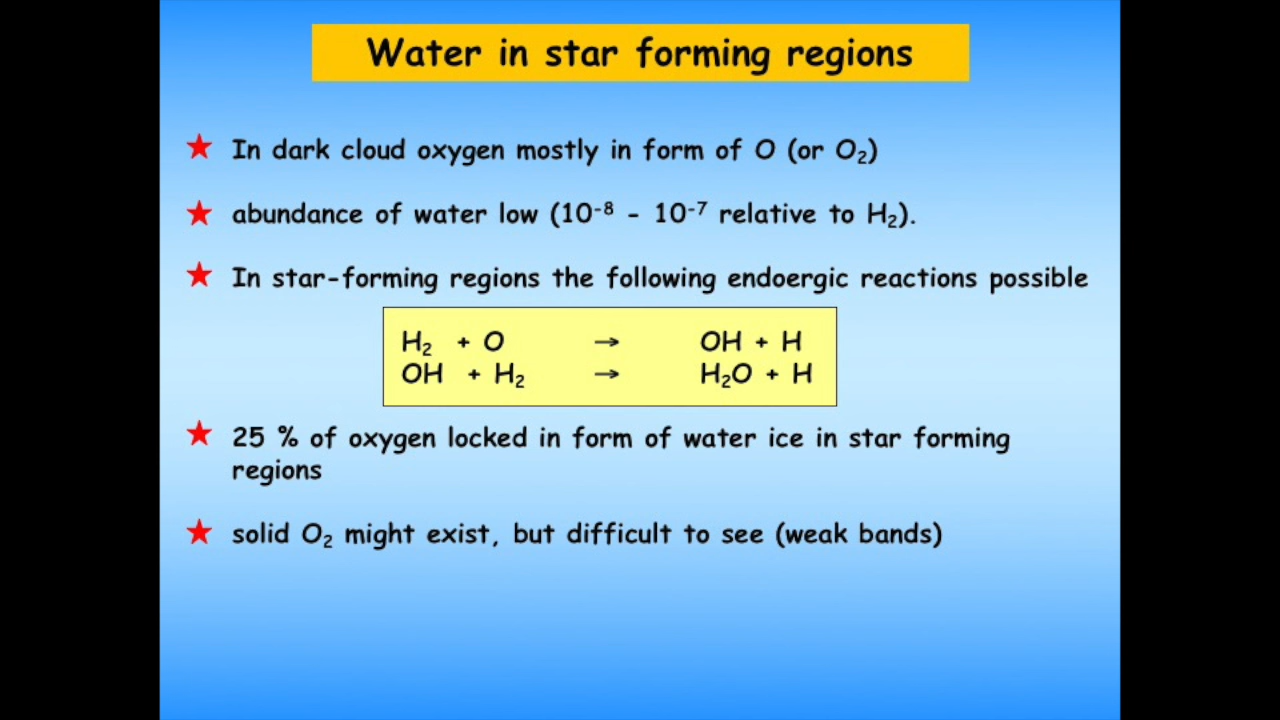 Water in star forming regions
In dark cloud oxygen mostly in form of O (or O₂)
abundance of water low (10⁻⁸ - 10⁻⁷ relative to H₂).
In star-forming regions the following endoergic reactions possible
H₂ + O → OH + H
OH + H₂ → H₂O + H
25 % of oxygen locked in form of water ice in star forming
regions
solid O₂ might exist, but difficult to see (weak bands)